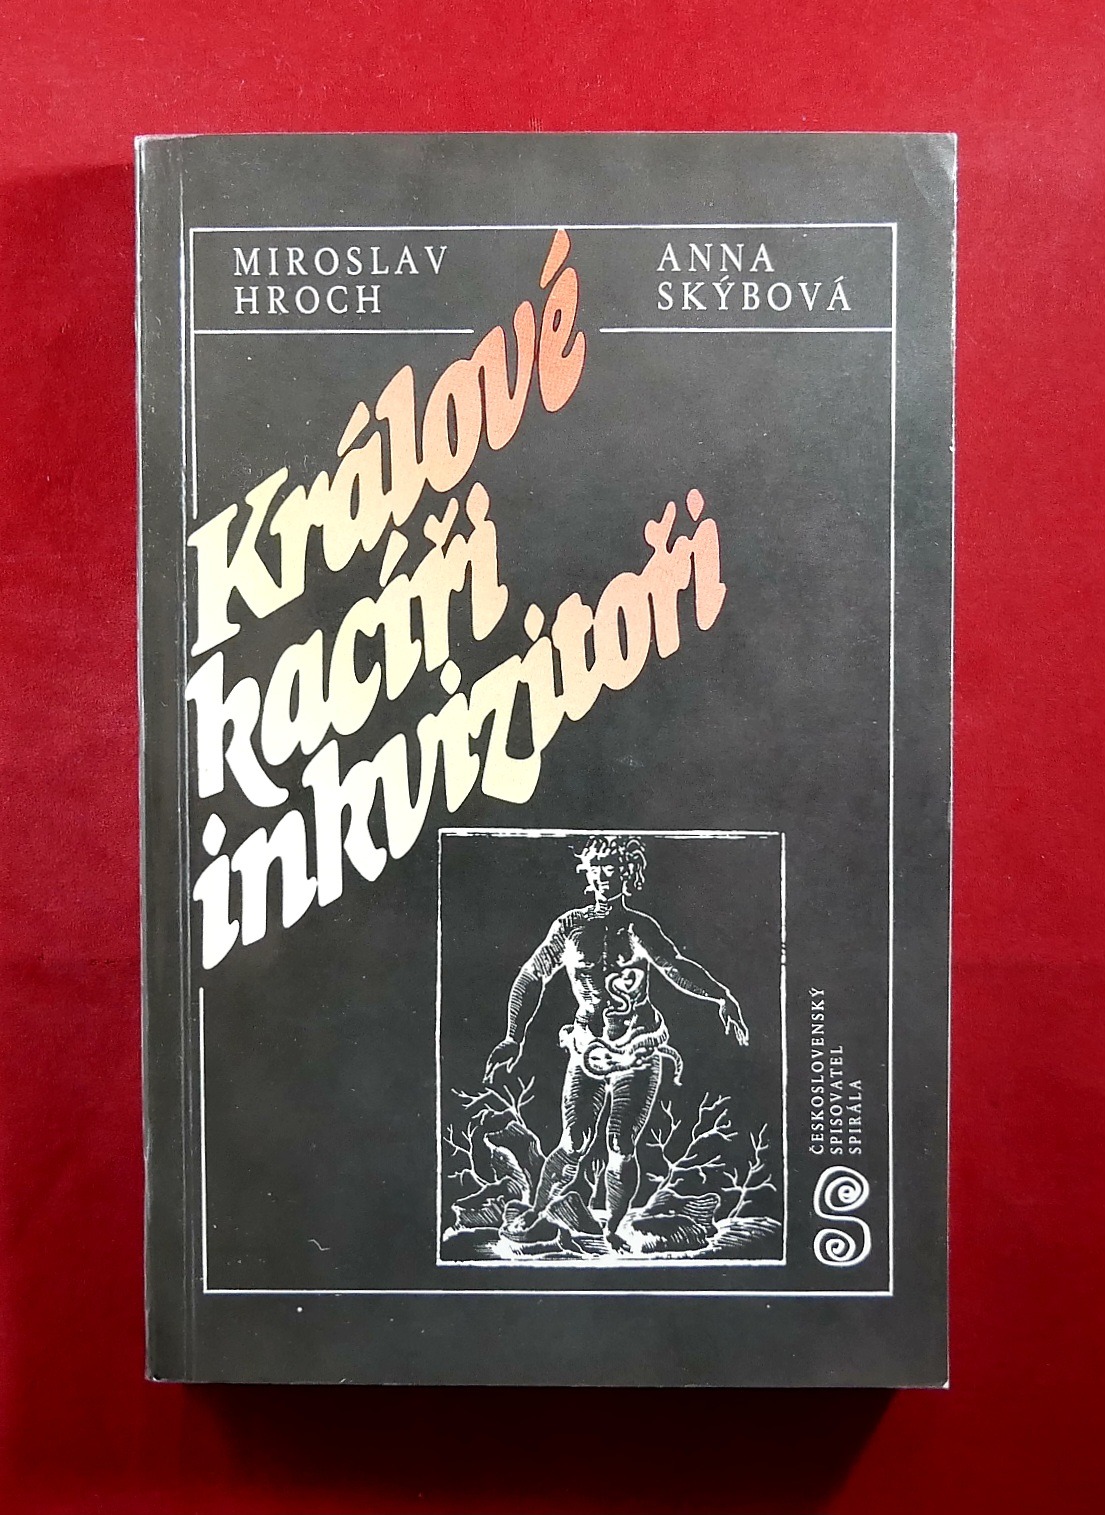 MIROSLAV
HROCH
ANNA
SKÝBOVÁ
Králové
kacíři
inkvizitoři
ČESKOSLOVENSKÝ
SPISOVATEL
SPIRÁLA